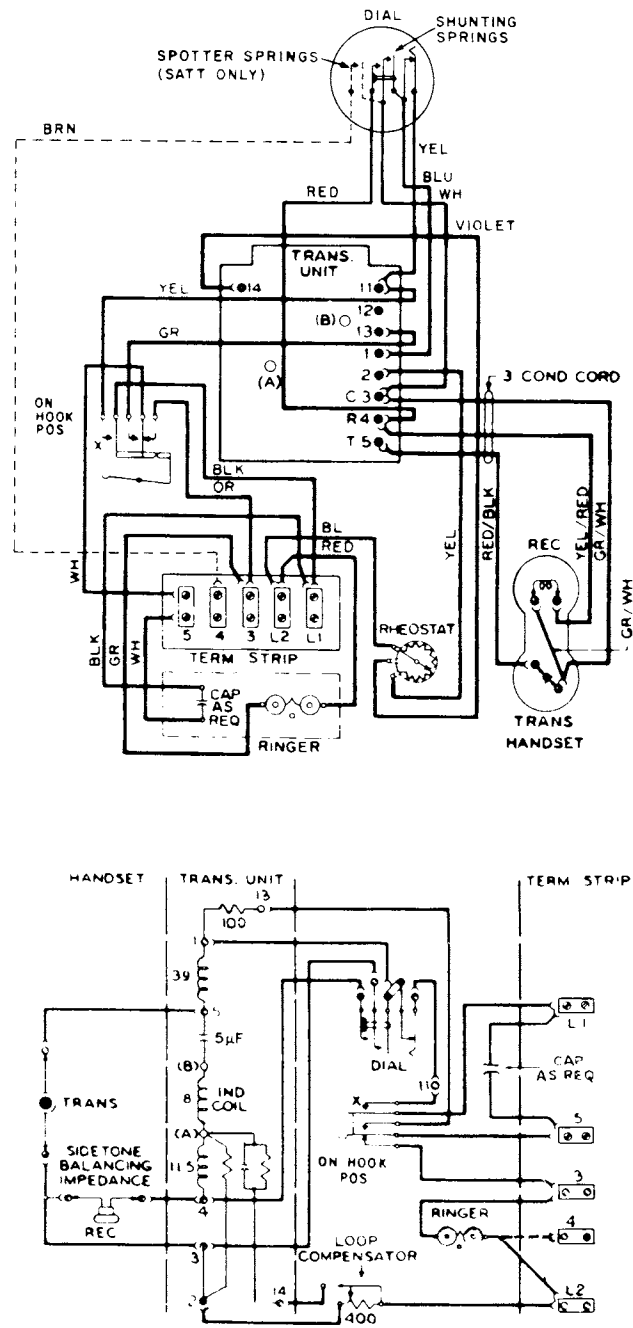 DIAL
SHUNTING
SPRINGS
SPOTTER SPRINGS
(SATT ONLY)
BRN
YEL
BLU
RED
WH
VIOLET
TRANS.
UNIT
14
11
YEL
12
(B)
13
GR
1
(A)
2
3 COND CORD
C 3
ON
HOOK
POS
R 4
X
T 5
BLK
OR
BL
RED
YEL
RED/BLK
YEL/RED
GR/WH
REC
WH
GR/WH
5
4
3
L2
L1
RHEOSTAT
TERM STRIP
BLK
GR
WH
CAP
AS
REQ
RINGER
TRANS
HANDSET
HANDSET
TRANS. UNIT
TERM STRIP
13
100
1
39
5
5µF
DIAL
L1
(B)
CAP
AS REQ
11
8
IND
COIL
X
TRANS
(A)
5
SIDETONE
BALANCING
IMPEDANCE
11.5
ON HOOK
POS
3
4
REC
RINGER
4
3
LOOP
COMPENSATOR
L2
2
14
400